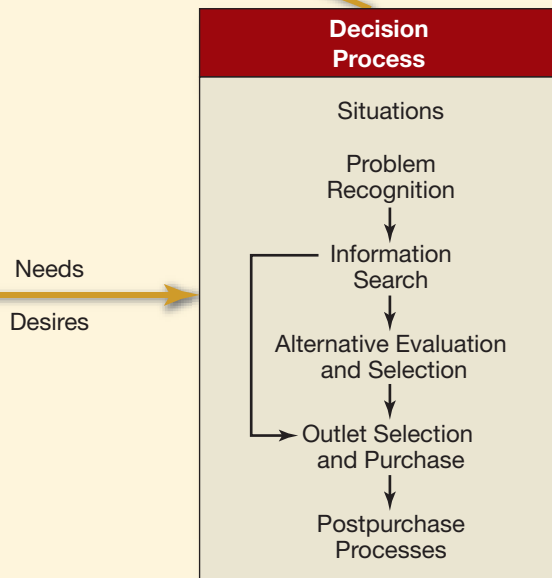 Decision
Process
Situations
Problem
Recognition
Information
Search
Alternative Evaluation
and Selection
Outlet Selection
and Purchase
Postpurchase
Processes
Needs
Desires